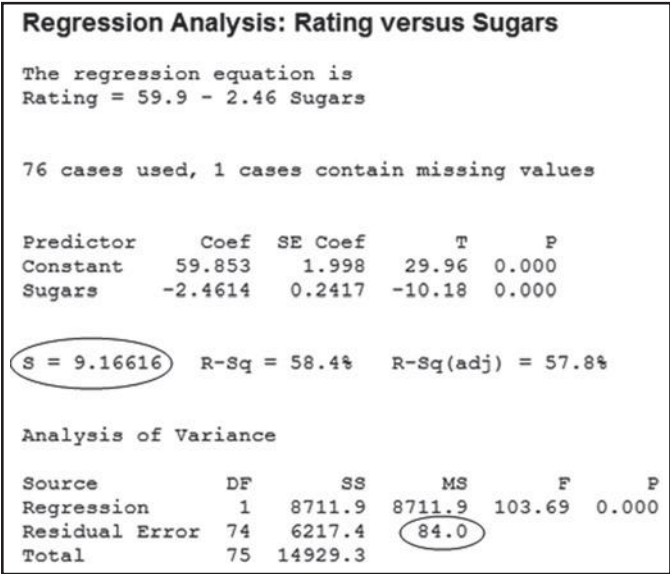 Regression Analysis: Rating versus Sugars
The regression equation is
Rating = 59.9 - 2.46 Sugars
76 cases used, 1 cases contain missing values
Predictor Coef SE Coef T P
Constant 59.853 1.998 29.96 0.000
Sugars -2.4614 0.2417 -10.18 0.000
S = 9.16616 R-Sq = 58.4% R-Sq(adj) = 57.8%
Analysis of Variance
Source DF SS MS F P
Regression 1 8711.9 8711.9 103.69 0.000
Residual Error 74 6217.4 84.0
Total 75 14929.3